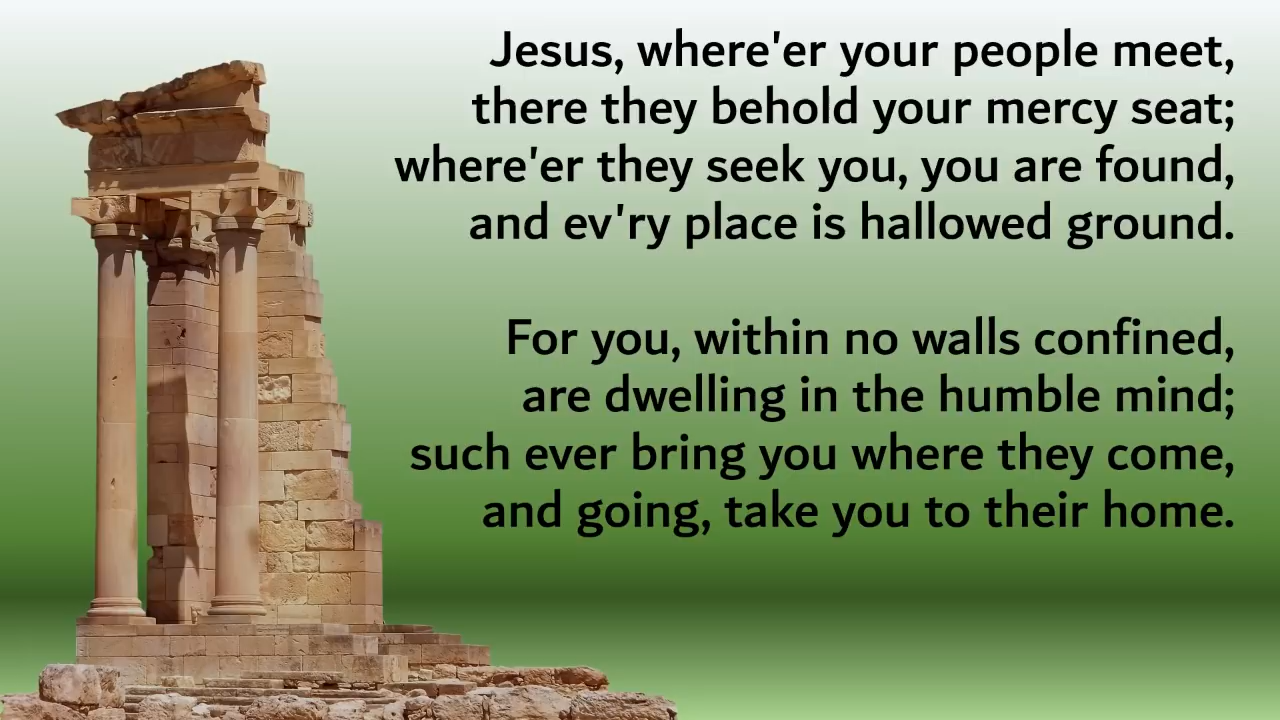 Jesus, where'er your people meet,
there they behold your mercy seat;
where'er they seek you, you are found,
and ev'ry place is hallowed ground.
For you, within no walls confined,
are dwelling in the humble mind;
such ever bring you where they come,
and going, take you to their home.